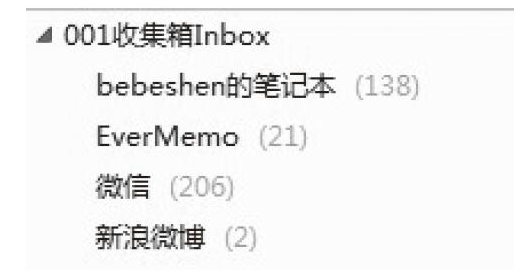 001收集箱Inbox
bebeshen的笔记本 (138)
EverMemo (21)
微信 (206)
新浪微博 (2)